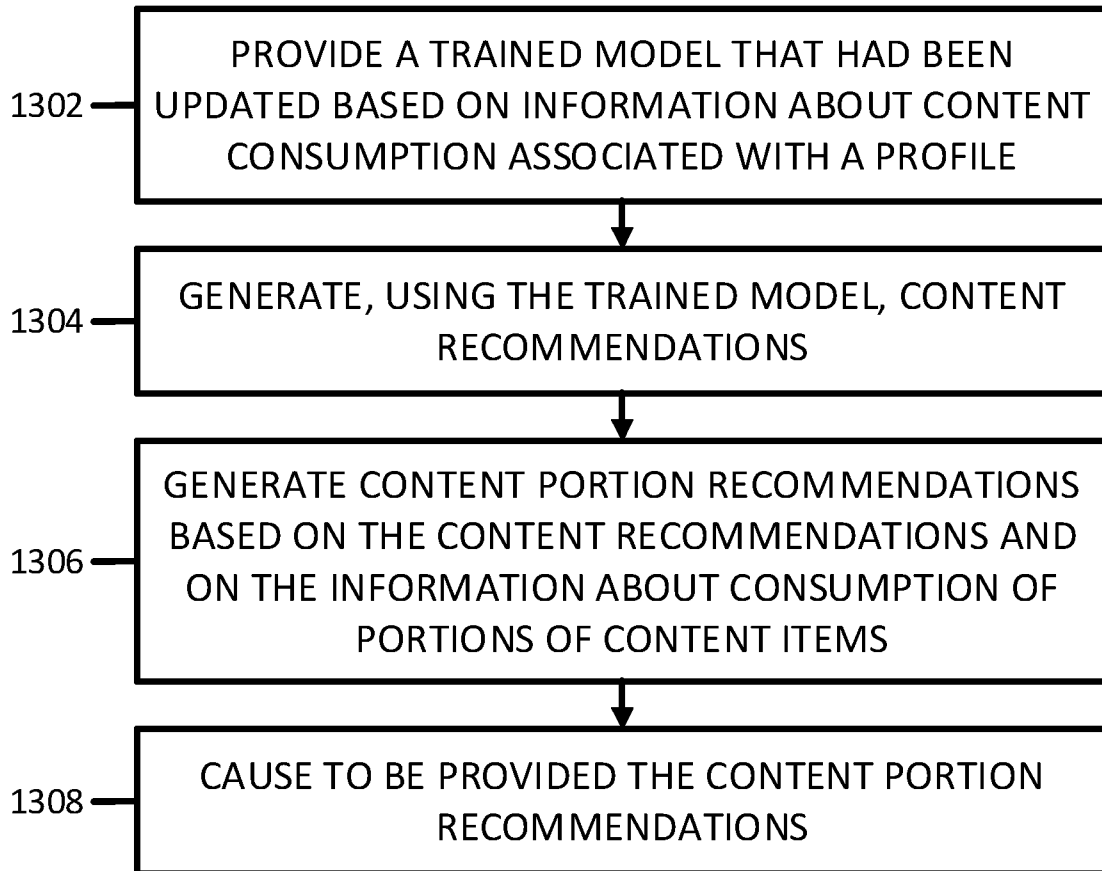 PROVIDE A TRAINED MODEL THAT HAD BEEN
1302
UPDATED BASED ON INFORMATION ABOUT CONTENT
CONSUMPTION ASSOCIATED WITH A PROFILE
GENERATE, USING THE TRAINED MODEL, CONTENT
1304
RECOMMENDATIONS
GENERATE CONTENT PORTION RECOMMENDATIONS
BASED ON THE CONTENT RECOMMENDATIONS AND
1306
ON THE INFORMATION ABOUT CONSUMPTION OF
PORTIONS OF CONTENT ITEMS
CAUSE TO BE PROVIDED THE CONTENT PORTION
1308
RECOMMENDATIONS